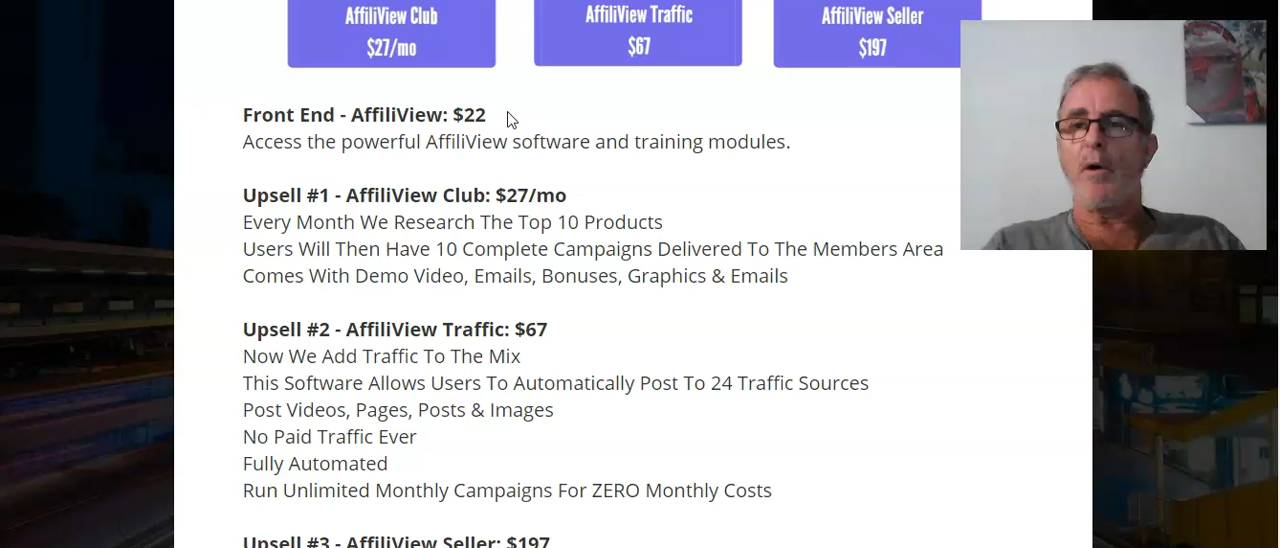 AffiliView Club
$27/mo
AffiliView Traffic
$67
AffiliView Seller
$197
Front End - AffiliView: $22
Access the powerful AffiliView software and training modules.
Upsell #1 - AffiliView Club: $27/mo
Every Month We Research The Top 10 Products
Users Will Then Have 10 Complete Campaigns Delivered To The Members Area
Comes With Demo Video, Emails, Bonuses, Graphics & Emails
Upsell #2 - AffiliView Traffic: $67
Now We Add Traffic To The Mix
This Software Allows Users To Automatically Post To 24 Traffic Sources
Post Videos, Pages, Posts & Images
No Paid Traffic Ever
Fully Automated
Run Unlimited Monthly Campaigns For ZERO Monthly Costs
Upsell #3 - AffiliView Seller: $197